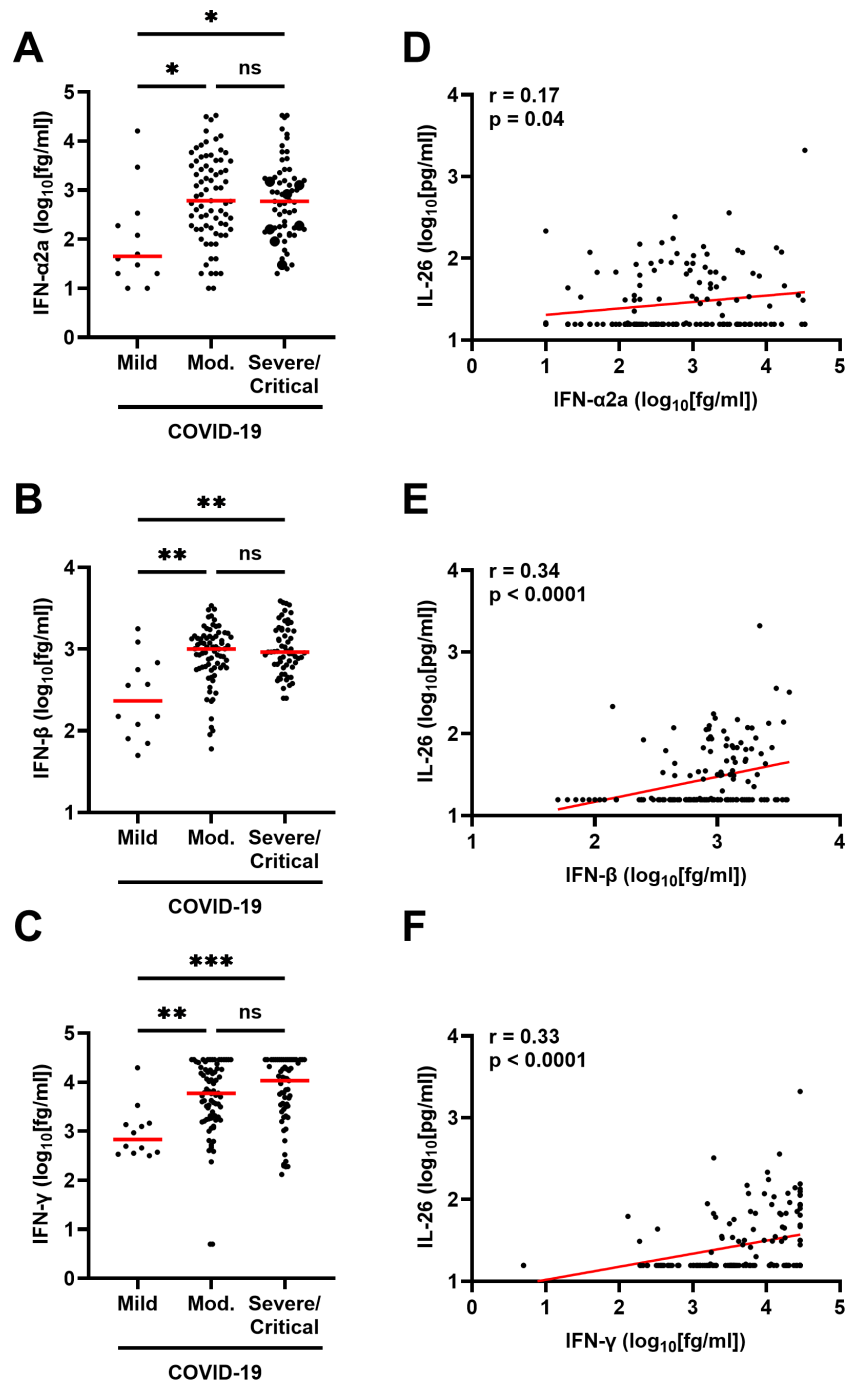 A
*
* ns
IFN-α2a (log10[fg/ml])
5
4
3
2
1
0
Mild Mod. Severe/
Critical
COVID-19
D
r = 0.17
p = 0.04
IL-26 (log10[pg/ml])
4
3
2
1
0 1 2 3 4 5
IFN-α2a (log10[fg/ml])
B
**
** ns
IFN-β (log10[fg/ml])
4
3
2
1
Mild Mod. Severe/
Critical
COVID-19
E
r = 0.34
p < 0.0001
IL-26 (log10[pg/ml])
4
3
2
1
1 2 3 4
IFN-β (log10[fg/ml])
C
***
** ns
IFN-γ (log10[fg/ml])
5
4
3
2
1
0
Mild Mod. Severe/
Critical
COVID-19
F
r = 0.33
p < 0.0001
IL-26 (log10[pg/ml])
4
3
2
1
0 1 2 3 4 5
IFN-γ (log10[fg/ml])